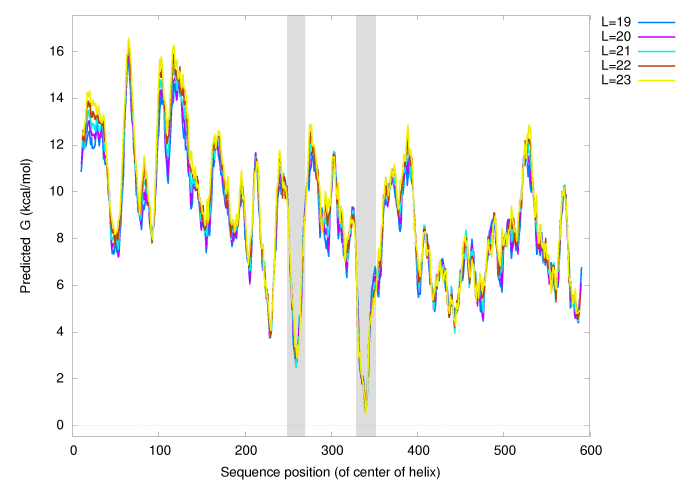 L=19
L=20
L=21
L=22
L=23
16
14
12
10
8
6
4
2
0
Predicted G (kcal/mol)
0 100 200 300 400 500 600
Sequence position (of center of helix)